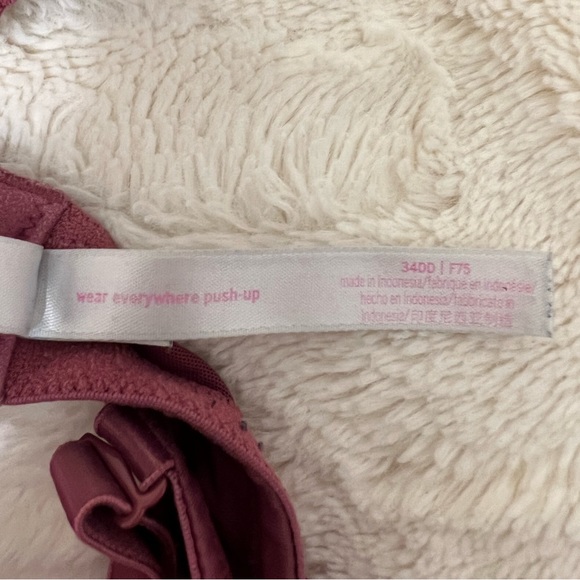 wear everywhere push-up
34DD | F75
made in Indonesia/fabriqué en Indonésie/
hecho en Indonesia/fabbricato in
Indonesia/印度尼西亚制造